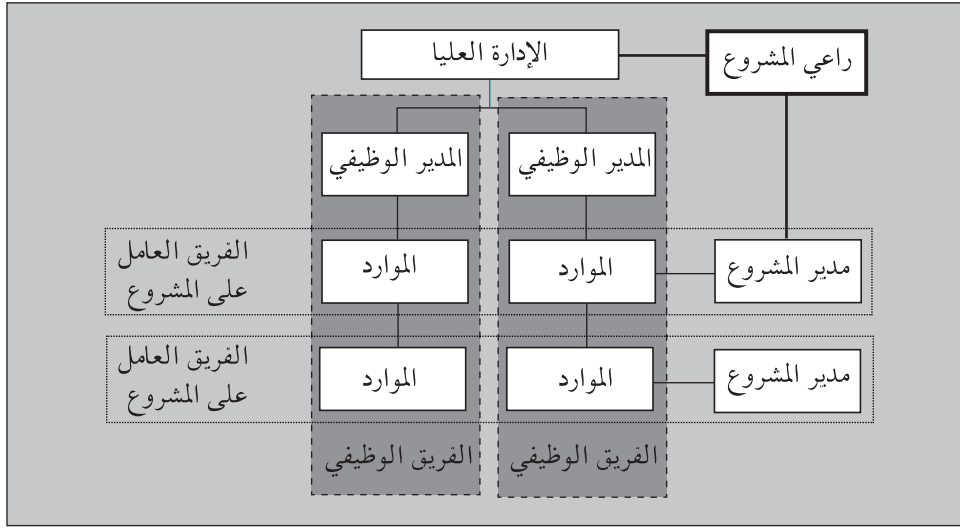 الإدارة العليا
راعي المشروع
المدير الوظيفي
المدير الوظيفي
مدير المشروع
الموارد
الموارد
الفريق العامل
على المشروع
مدير المشروع
الموارد
الموارد
الفريق العامل
على المشروع
الفريق الوظيفي
الفريق الوظيفي